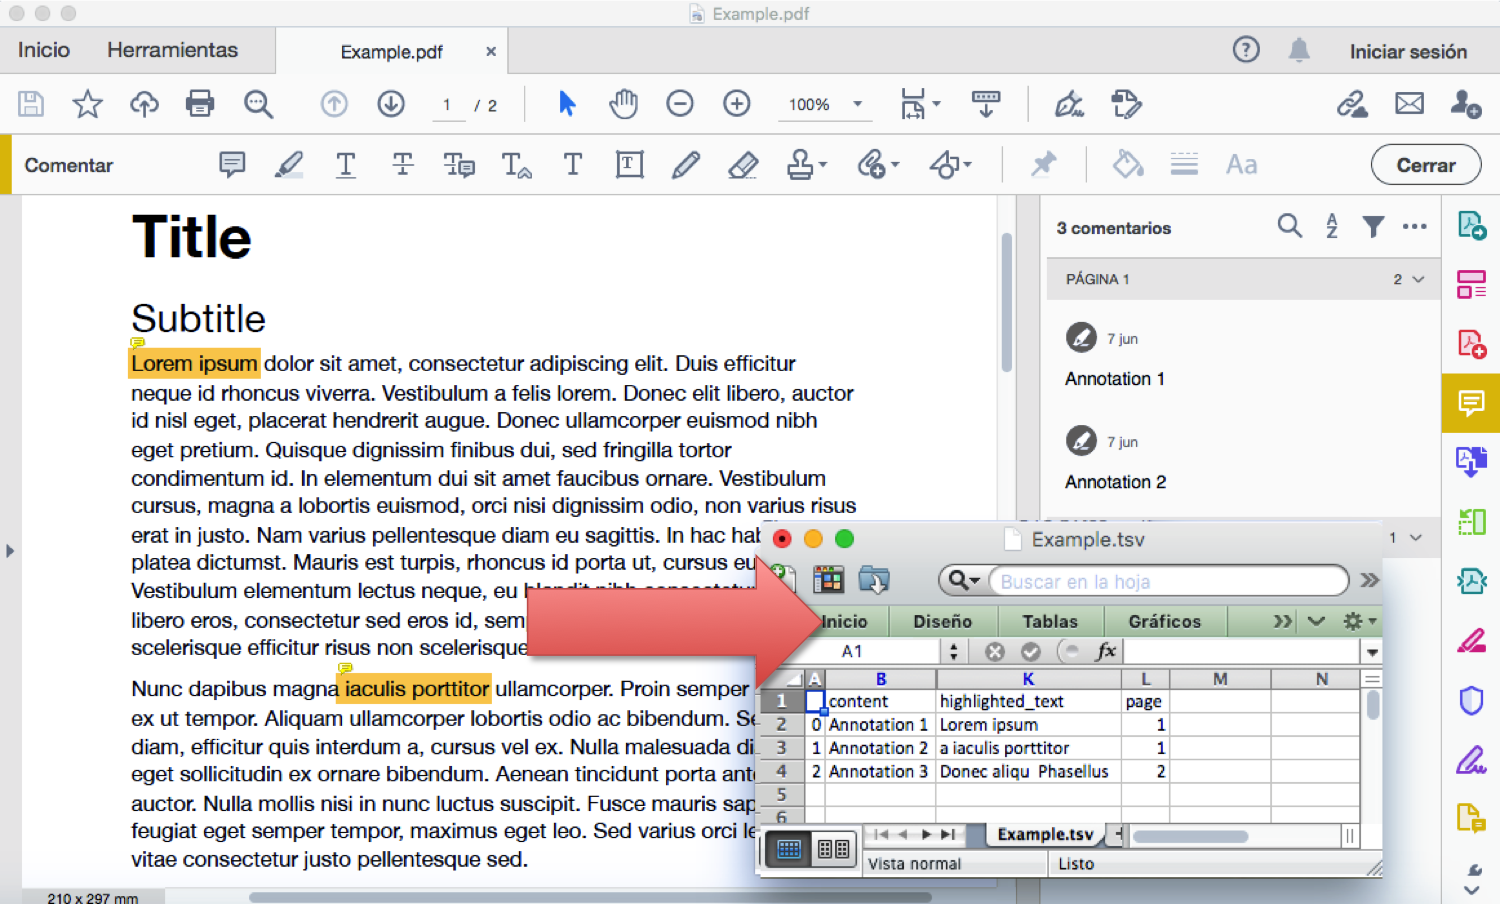 Example.pdf
Inicio Herramientas Example.pdf × ? Iniciar sesión
1 / 2 100%
Comentar T T T T T T Aa Cerrar
Title
Subtitle
Lorem ipsum dolor sit amet, consectetur adipiscing elit. Duis efficitur
neque id rhoncus viverra. Vestibulum a felis lorem. Donec elit libero, auctor
id nisl eget, placerat hendrerit augue. Donec ullamcorper euismod nibh
eget pretium. Quisque dignissim finibus dui, sed fringilla tortor
condimentum id. In elementum dui sit amet faucibus ornare. Vestibulum
cursus, magna a lobortis euismod, orci nisi dignissim odio, non varius risus
erat in justo. Nam varius pellentesque diam eu sagittis. In hac hab
platea dictumst. Mauris est turpis, rhoncus id porta ut, cursus eu
Vestibulum elementum lectus neque, eu blandit nibh consectetur
libero eros, consectetur sed eros id, sem
scelerisque efficitur risus non scelerisque
Nunc dapibus magna iaculis porttitor ullamcorper. Proin semper
ex ut tempor. Aliquam ullamcorper lobortis odio ac bibendum. Se
diam, efficitur quis interdum a, cursus vel ex. Nulla malesuada di
eget sollicitudin ex ornare bibendum. Aenean tincidunt porta ante
auctor. Nulla mollis nisi in nunc luctus suscipit. Fusce mauris sap
feugiat eget semper tempor, maximus eget leo. Sed varius orci le
vitae consectetur justo pellentesque sed.
210 x 297 mm
3 comentarios A Z
PÁGINA 1 2
7 jun
Annotation 1
7 jun
Annotation 2
1
Example.tsv
Buscar en la hoja
Inicio Diseño Tablas Gráficos
A1 fx
A B K L M N
1 content highlighted_text page
2 0 Annotation 1 Lorem ipsum 1
3 1 Annotation 2 a iaculis porttitor 1
4 2 Annotation 3 Donec aliqu Phasellus 2
5
6
Example.tsv
Vista normal Listo